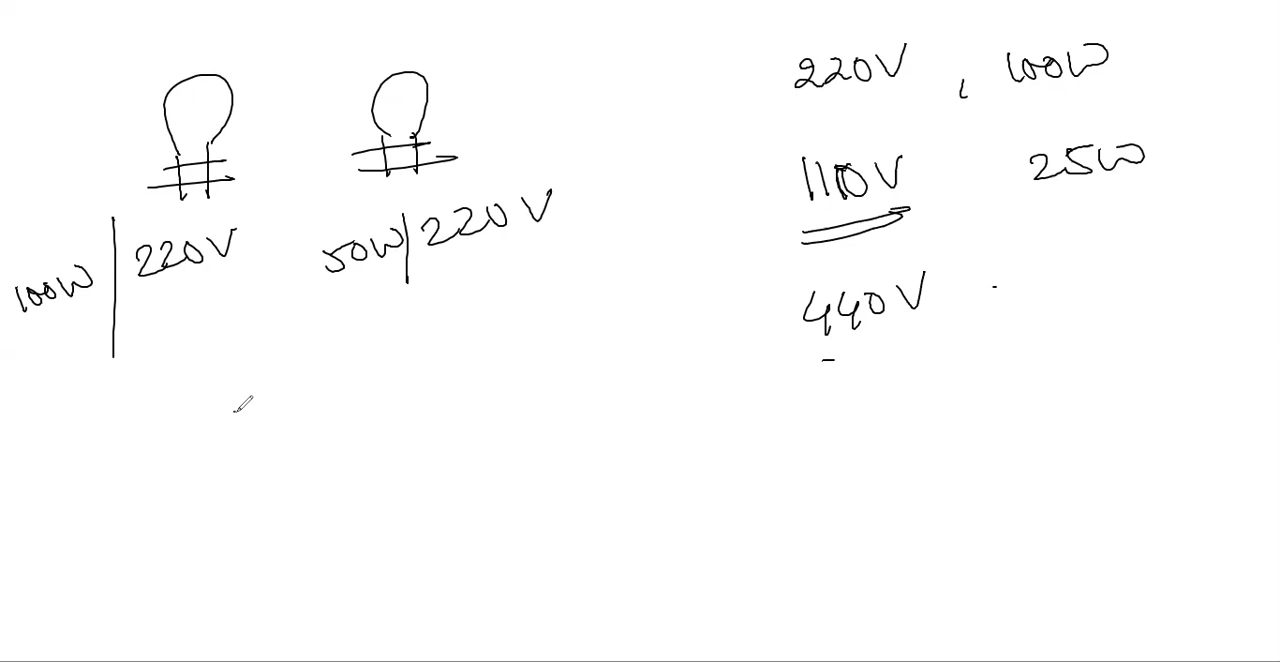 220V , 100W
110V 25W
100W | 220V 50W | 220V
440V